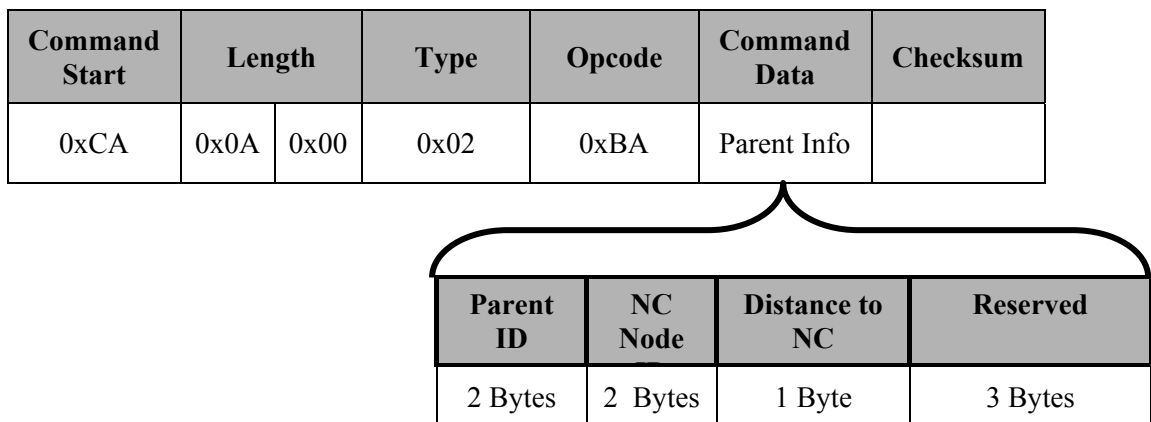 Command Start Length Type Opcode Command Data Checksum
0xCA 0x0A 0x00 0x02 0xBA Parent Info
Parent ID NC Node Distance to NC Reserved
2 Bytes 2 Bytes 1 Byte 3 Bytes